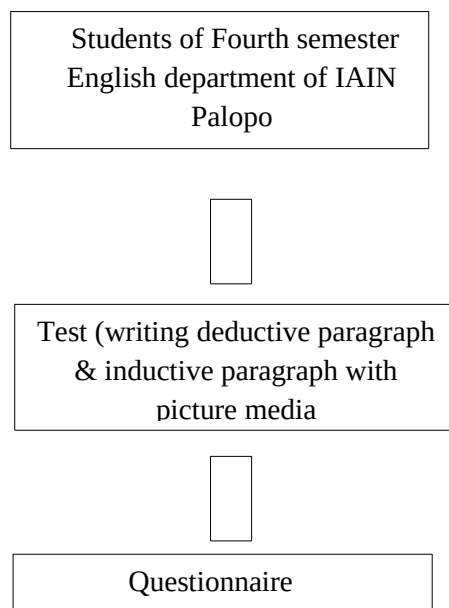 Students of Fourth semester
English department of IAIN
Palopo
Test (writing deductive paragraph
& inductive paragraph with
picture media
Questionnaire